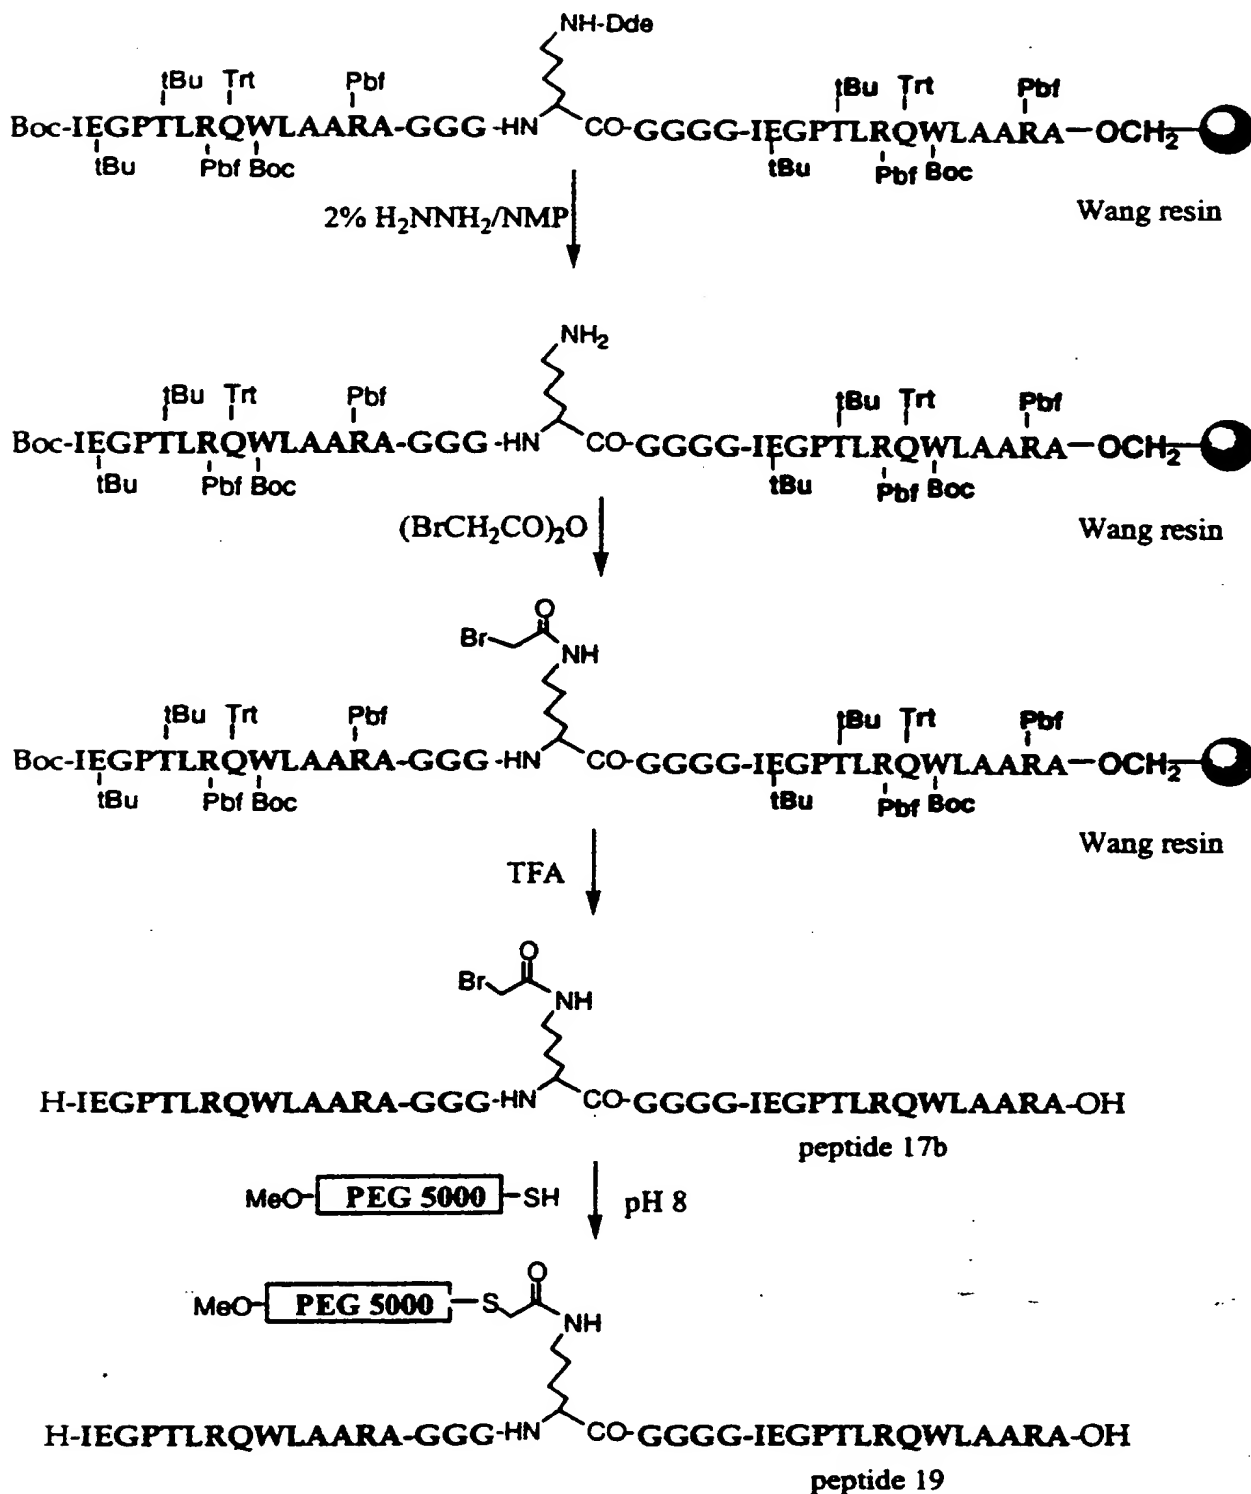 NH-Dde
tBu Trt Pbf tBu Trt Pbf
Boc-IEGPTLRQWLAARA-GGG-HN CO-GGGG-IEGPTLRQWLAARA-OCH₂
tBu Pbf Boc tBu Pbf Boc
Wang resin
2% H₂NNH₂/NMP
NH₂
tBu Trt Pbf tBu Trt Pbf
Boc-IEGPTLRQWLAARA-GGG-HN CO-GGGG-IEGPTLRQWLAARA-OCH₂
tBu Pbf Boc tBu Pbf Boc
(BrCH₂CO)₂O
Wang resin
O
Br NH
tBu Trt Pbf tBu Trt Pbf
Boc-IEGPTLRQWLAARA-GGG-HN CO-GGGG-IEGPTLRQWLAARA-OCH₂
tBu Pbf Boc tBu Pbf Boc
Wang resin
TFA
O
Br NH
H-IEGPTLRQWLAARA-GGG-HN CO-GGGG-IEGPTLRQWLAARA-OH
peptide 17b
MeO-PEG 5000-SH pH 8
O
MeO-PEG 5000-S NH
H-IEGPTLRQWLAARA-GGG-HN CO-GGGG-IEGPTLRQWLAARA-OH
peptide 19